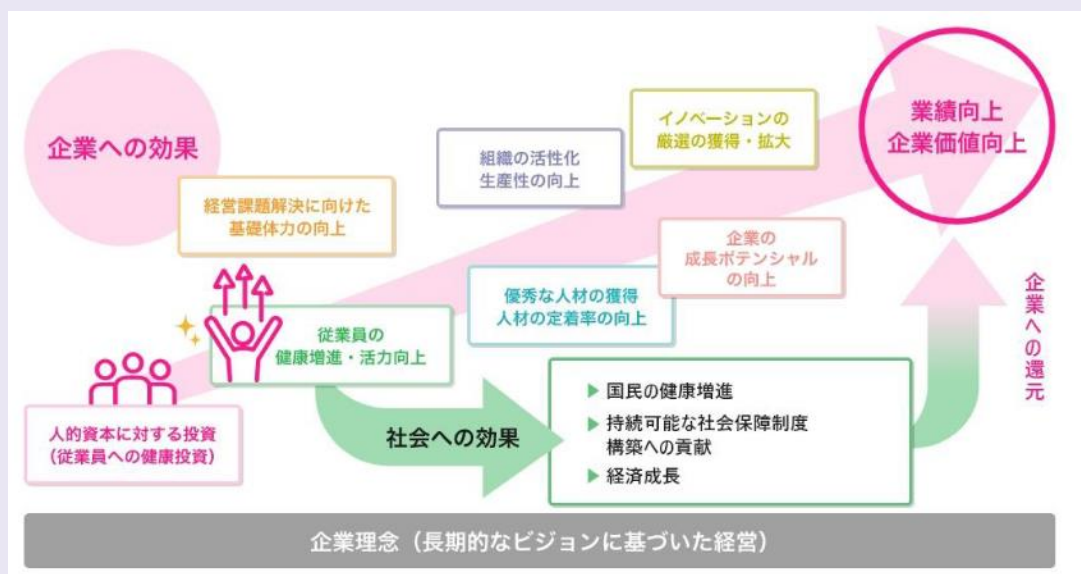 企業への効果
業績向上
企業価値向上
イノベーションの
厳選の獲得・拡大
組織の活性化
生産性の向上
経営課題解決に向けた
基礎体力の向上
企業の
成長ポテンシャル
の向上
優秀な人材の獲得
人材の定着率の向上
従業員の
健康増進・活力向上
人的資本に対する投資
(従業員への健康投資)
社会への効果
▶ 国民の健康増進
▶ 持続可能な社会保障制度
構築への貢献
▶ 経済成長
企業への還元
企業理念(長期的なビジョンに基づいた経営)